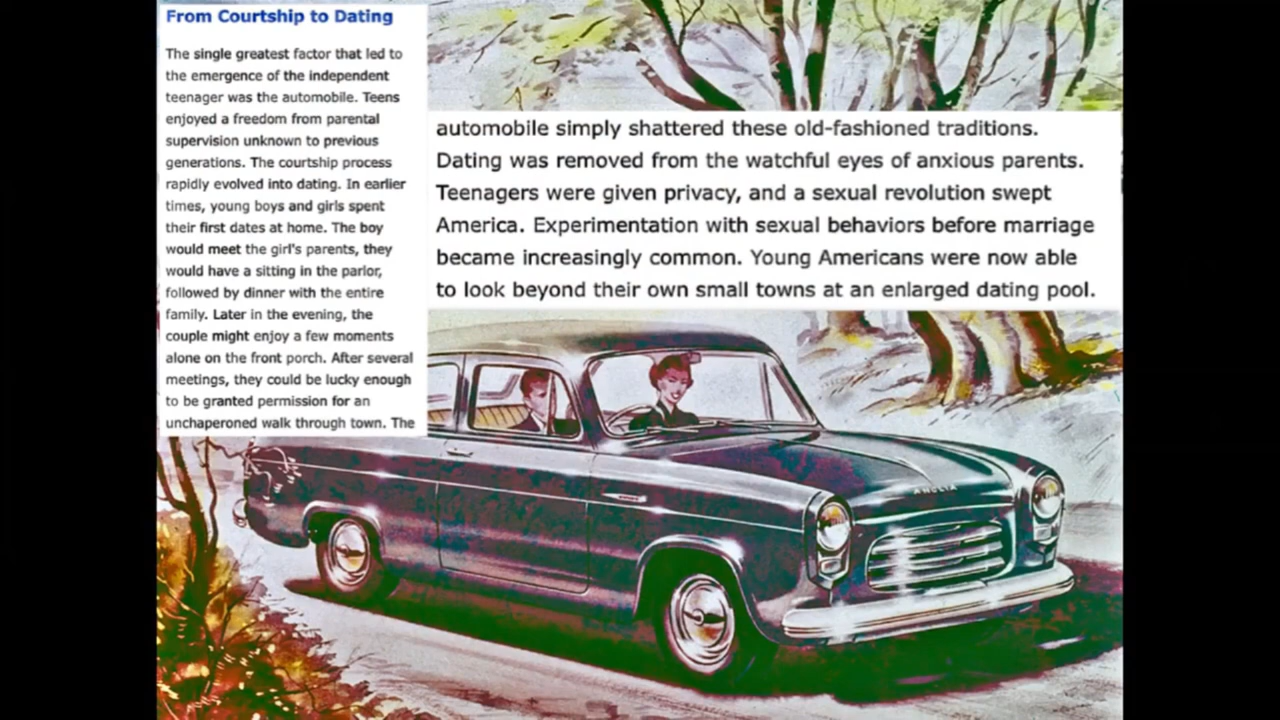 From Courtship to Dating
The single greatest factor that led to
the emergence of the independent
teenager was the automobile. Teens
enjoyed a freedom from parental
supervision unknown to previous
generations. The courtship process
rapidly evolved into dating. In earlier
times, young boys and girls spent
their first dates at home. The boy
would meet the girl's parents, they
would have a sitting in the parlor,
followed by dinner with the entire
family. Later in the evening, the
couple might enjoy a few moments
alone on the front porch. After several
meetings, they could be lucky enough
to be granted permission for an
unchaperoned walk through town. The
automobile simply shattered these old-fashioned traditions.
Dating was removed from the watchful eyes of anxious parents.
Teenagers were given privacy, and a sexual revolution swept
America. Experimentation with sexual behaviors before marriage
became increasingly common. Young Americans were now able
to look beyond their own small towns at an enlarged dating pool.
ANGLIA